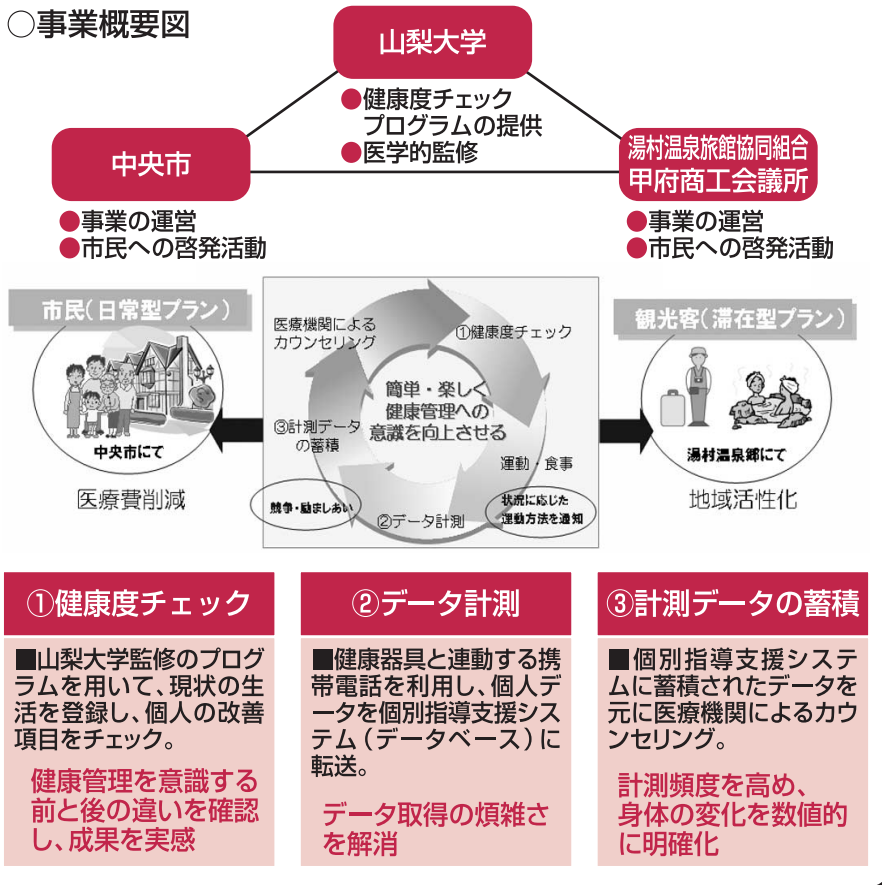 ○事業概要図
山梨大学
●健康度チェック
プログラムの提供
●医学的監修
中央市
●事業の運営
●市民への啓発活動
湯村温泉旅館協同組合
甲府商工会議所
●事業の運営
●市民への啓発活動
市民(日常型プラン)
中央市にて
医療費削減
医療機関による
カウンセリング
①健康度チェック
簡単・楽しく
健康管理への
意識を向上させる
③計測データ
の蓄積
運動・食事
競争・励ましあい
②データ計測
状況に応じた
運動方法を通知
観光客(滞在型プラン)
湯村温泉郷にて
地域活性化
①健康度チェック
■山梨大学監修のプログ
ラムを用いて、現状の生
活を登録し、個人の改善
項目をチェック。
健康管理を意識する
前と後の違いを確認
し、成果を実感
②データ計測
■健康器具と連動する携
帯電話を利用し、個人デ
ータを個別指導支援シス
テム(データベース)に
転送。
データ取得の煩雑さ
を解消
③計測データの蓄積
■個別指導支援システ
ムに蓄積されたデータを
元に医療機関によるカウ
ンセリング。
計測頻度を高め、
身体の変化を数値的
に明確化